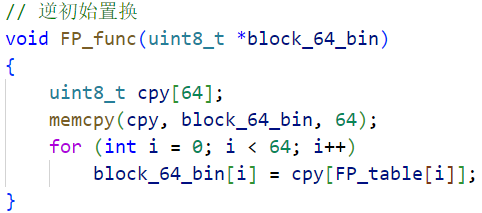 // 逆初始置换
void FP_func(uint8_t *block_64_bin)
{
    uint8_t cpy[64];
    memcpy(cpy, block_64_bin, 64);
    for (int i = 0; i < 64; i++)
        block_64_bin[i] = cpy[FP_table[i]];
}